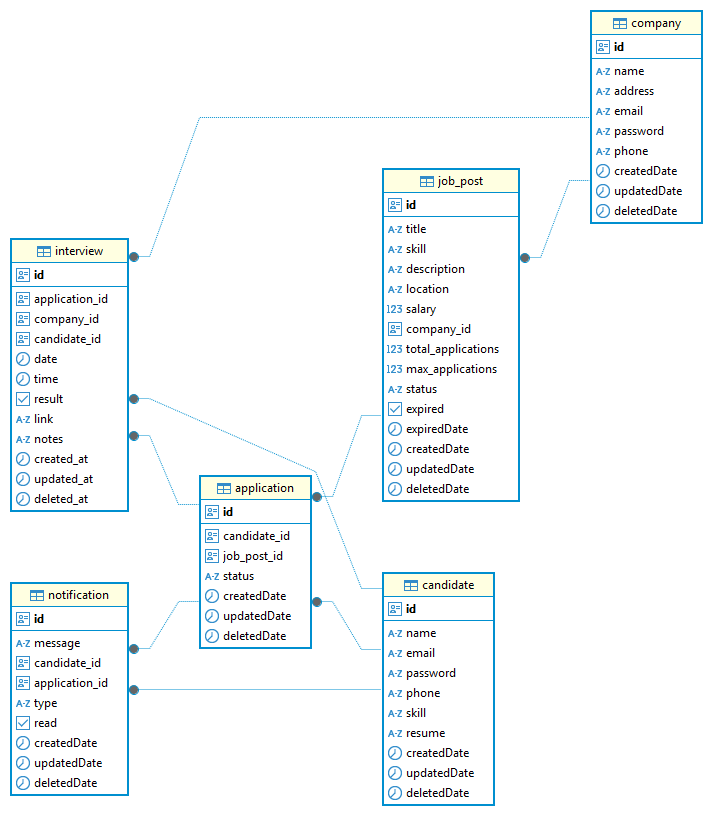 company
id
A-Z name
A-Z address
A-Z email
A-Z password
A-Z phone
createdDate
updatedDate
deletedDate
job_post
id
A-Z title
A-Z skill
A-Z description
A-Z location
123 salary
company_id
123 total_applications
123 max_applications
A-Z status
expired
expiredDate
createdDate
updatedDate
deletedDate
interview
id
application_id
company_id
candidate_id
date
time
result
A-Z link
A-Z notes
created_at
updated_at
deleted_at
application
id
candidate_id
job_post_id
A-Z status
createdDate
updatedDate
deletedDate
notification
id
A-Z message
candidate_id
application_id
A-Z type
read
createdDate
updatedDate
deletedDate
candidate
id
A-Z name
A-Z email
A-Z password
A-Z phone
A-Z skill
A-Z resume
createdDate
updatedDate
deletedDate